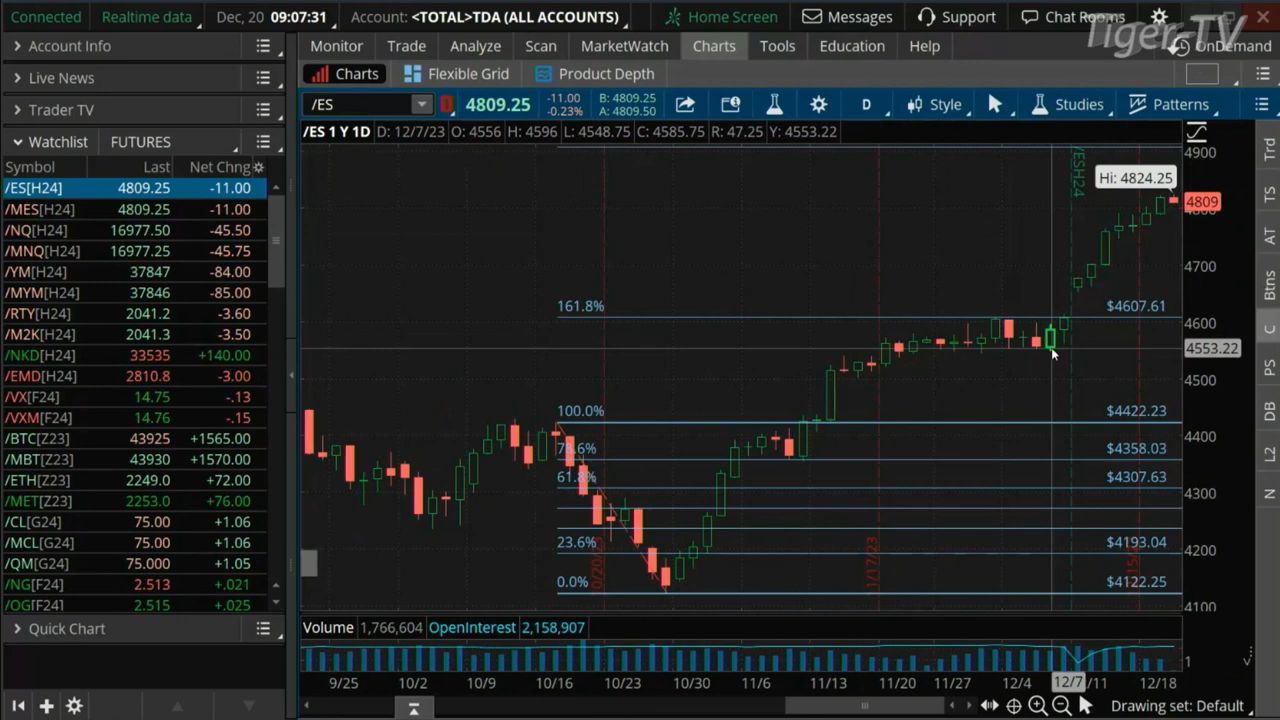 Connected Realtime data Dec, 20 09:07:31 Account: <TOTAL>TDA (ALL ACCOUNTS) Home Screen Messages Support Chat Rooms
Tiger-TV
OnDemand
Account Info
Live News
Trader TV
Watchlist FUTURES
Symbol Last Net Chng
/ES[H24] 4809.25 -11.00
/MES[H24] 4809.25 -11.00
/NQ[H24] 16977.50 -45.50
/MNQ[H24] 16977.25 -45.75
/YM[H24] 37847 -84.00
/MYM[H24] 37846 -85.00
/RTY[H24] 2041.2 -3.60
/M2K[H24] 2041.3 -3.50
/NKD[H24] 33535 +140.00
/EMD[H24] 2810.8 -3.00
/VX[F24] 14.75 -.13
/VXM[F24] 14.76 -.15
/BTC[Z23] 43925 +1565.00
/MBT[Z23] 43930 +1570.00
/ETH[Z23] 2249.0 +72.00
/MET[Z23] 2253.0 +76.00
/CL[G24] 75.00 +1.06
/MCL[G24] 75.00 +1.06
/QM[G24] 75.000 +1.05
/NG[F24] 2.513 +.021
/QG[F24] 2.515 +.025
Quick Chart
Monitor Trade Analyze Scan MarketWatch Charts Tools Education Help
Charts Flexible Grid Product Depth
/ES 4809.25 -11.00 -0.23% B: 4809.25 A: 4809.50 D Style Studies Patterns
/ES 1 Y 1D D: 12/7/23 O: 4556 H: 4596 L: 4548.75 C: 4585.75 R: 47.25 Y: 4553.22
/ESH24
Hi: 4824.25
4900
4809
4800
4700
161.8% $4607.61
4600
4553.22
4500
100.0% $4422.23
4400
78.6% $4358.03
61.8% $4307.63
4300
23.6% $4193.04
4200
0.0% $4122.25
4100
10/20/23
11/17/23
Volume 1,766,604 OpenInterest 2,158,907
1
9/25 10/2 10/9 10/16 10/23 10/30 11/6 11/13 11/20 11/27 12/4 12/7 /11 12/18
Drawing set: Default
Trd
TS
AT
Btns
C
PS
DB
L2
N